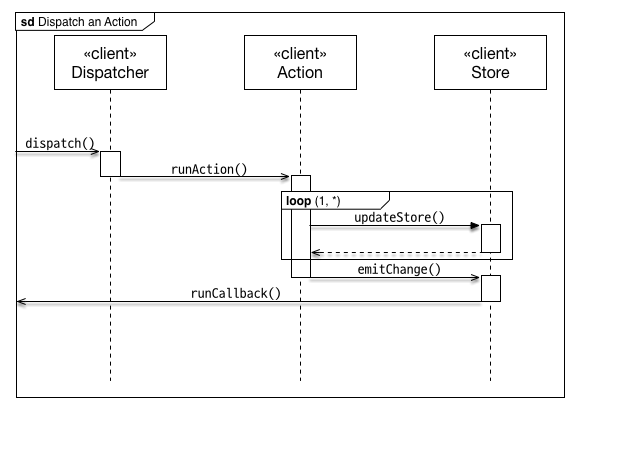 sd Dispatch an Action
«client»
Dispatcher
«client»
Action
«client»
Store
dispatch()
runAction()
loop (1, *)
updateStore()
emitChange()
runCallback()